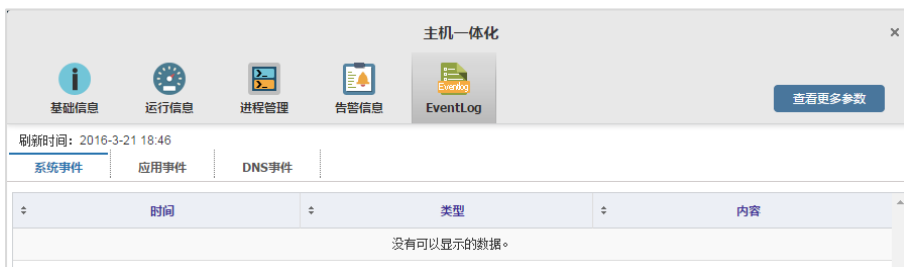 主机一体化
×
基础信息 运行信息 进程管理 告警信息 Eventlog EventLog 查看更多参数
刷新时间：2016-3-21 18:46
系统事件 应用事件 DNS事件
时间 类型 内容
没有可以显示的数据。